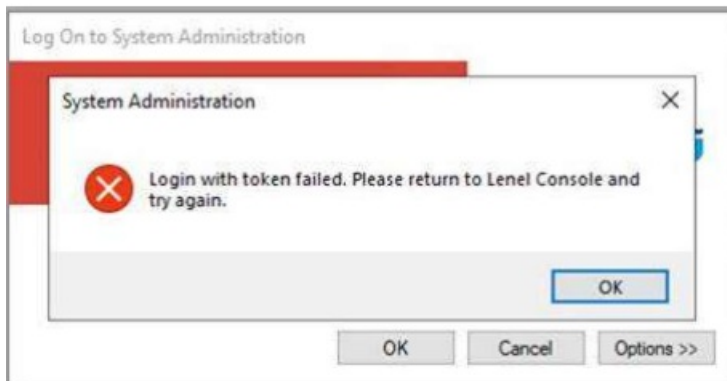 Log On to System Administration
System Administration
Login with token failed. Please return to Lenel Console and
try again.
OK
OK
Cancel
Options >>